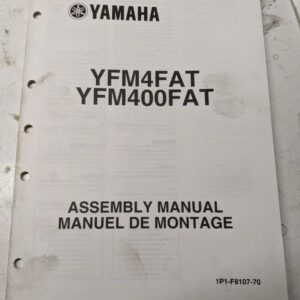 YAMAHA
YFM4FAT
YFM400FAT
ASSEMBLY MANUAL
MANUEL DE MONTAGE
1P1-F8107-70